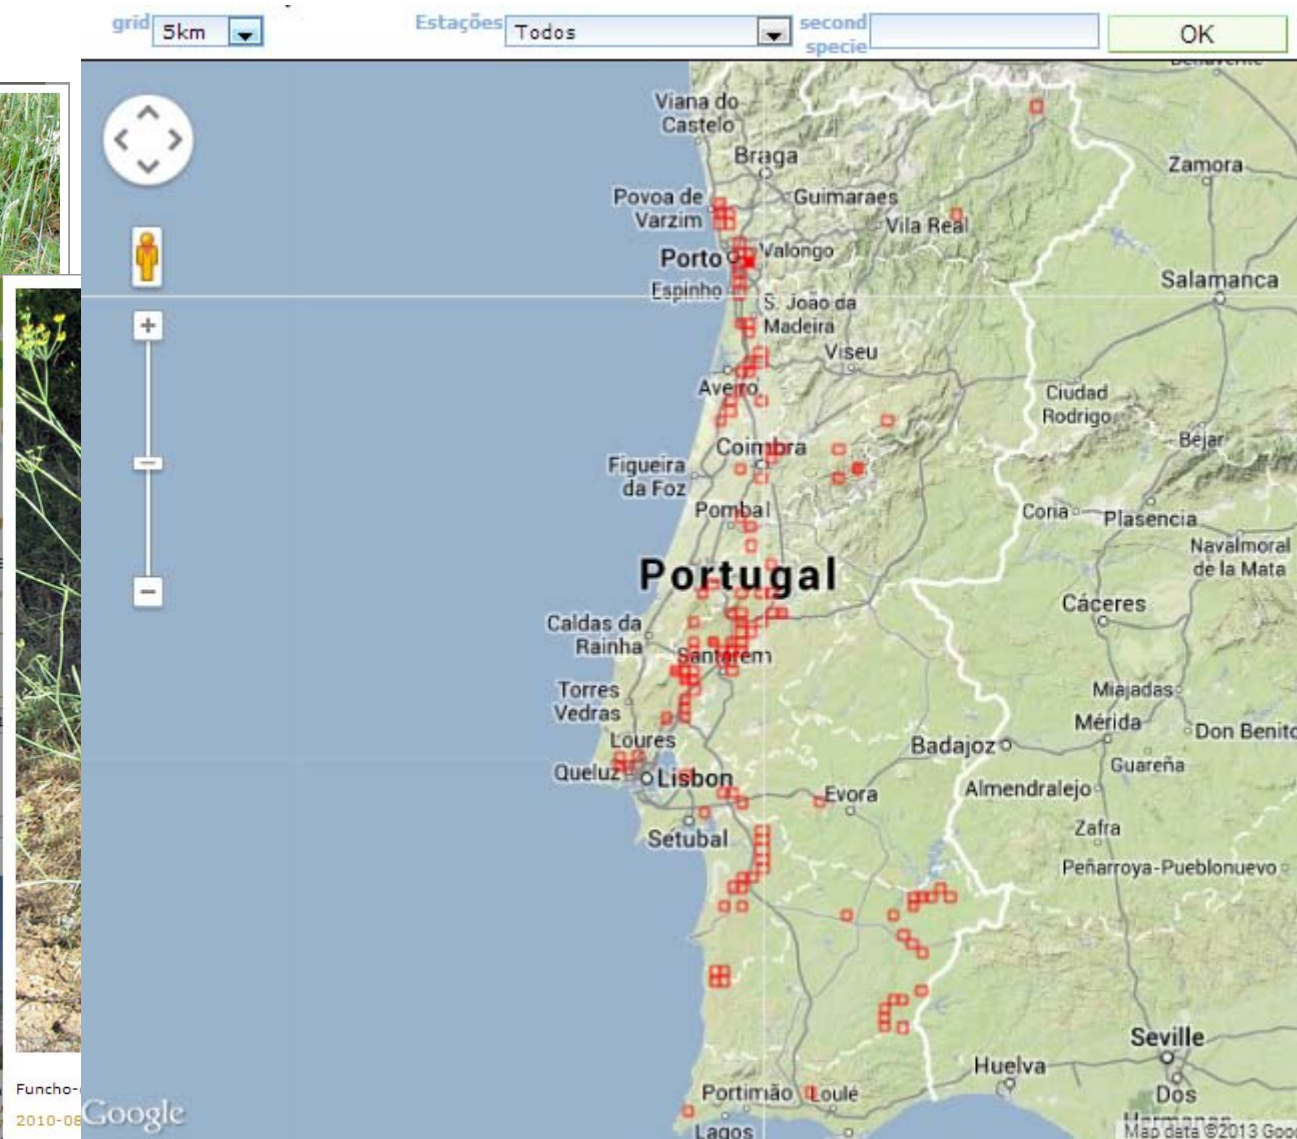 grid 5km Estações Todos second specie OK
Viana do
Castelo
Braga
Zamora
Povoa de
Varzim
Guimaraes
Vila Real
Porto
Valongo
Salamanca
Espinho
S. João da
Madeira
Viseu
Aveiro
Ciudad
Rodrigo
Coimbra
Béjar
Figueira
da Foz
Pombal
Coria
Plasencia
Navalmoral
de la Mata
Portugal
Cáceres
Caldas da
Rainha
Santarem
Torres
Vedras
Miajadas
Mérida
Don Benito
Loures
Badajoz
Guareña
Queluz
Lisbon
Evora
Almendralejo
Setubal
Zafra
Peñarroya-Pueblonuevo
Seville
Huelva
Dos
Hermanas
Portimão
Loulé
Lagos
Funcho-
2010-08
Google
Map data ©2013 Goo